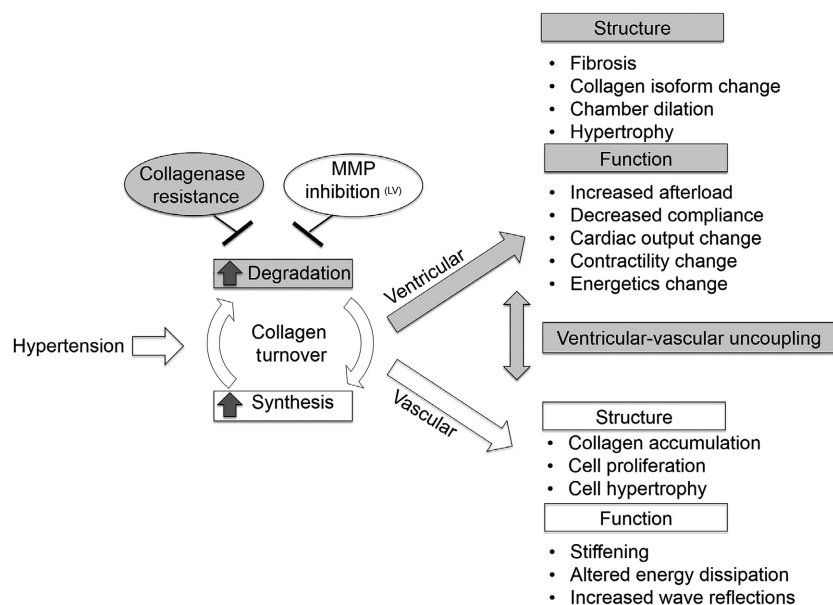 Structure
• Fibrosis
• Collagen isoform change
• Chamber dilation
• Hypertrophy
Function
• Increased afterload
• Decreased compliance
• Cardiac output change
• Contractility change
• Energetics change
Collagenase
resistance
MMP
inhibition (LV)
Degradation
Collagen
turnover
Hypertension
Synthesis
Ventricular
Vascular
Ventricular-vascular uncoupling
Structure
• Collagen accumulation
• Cell proliferation
• Cell hypertrophy
Function
• Stiffening
• Altered energy dissipation
• Increased wave reflections